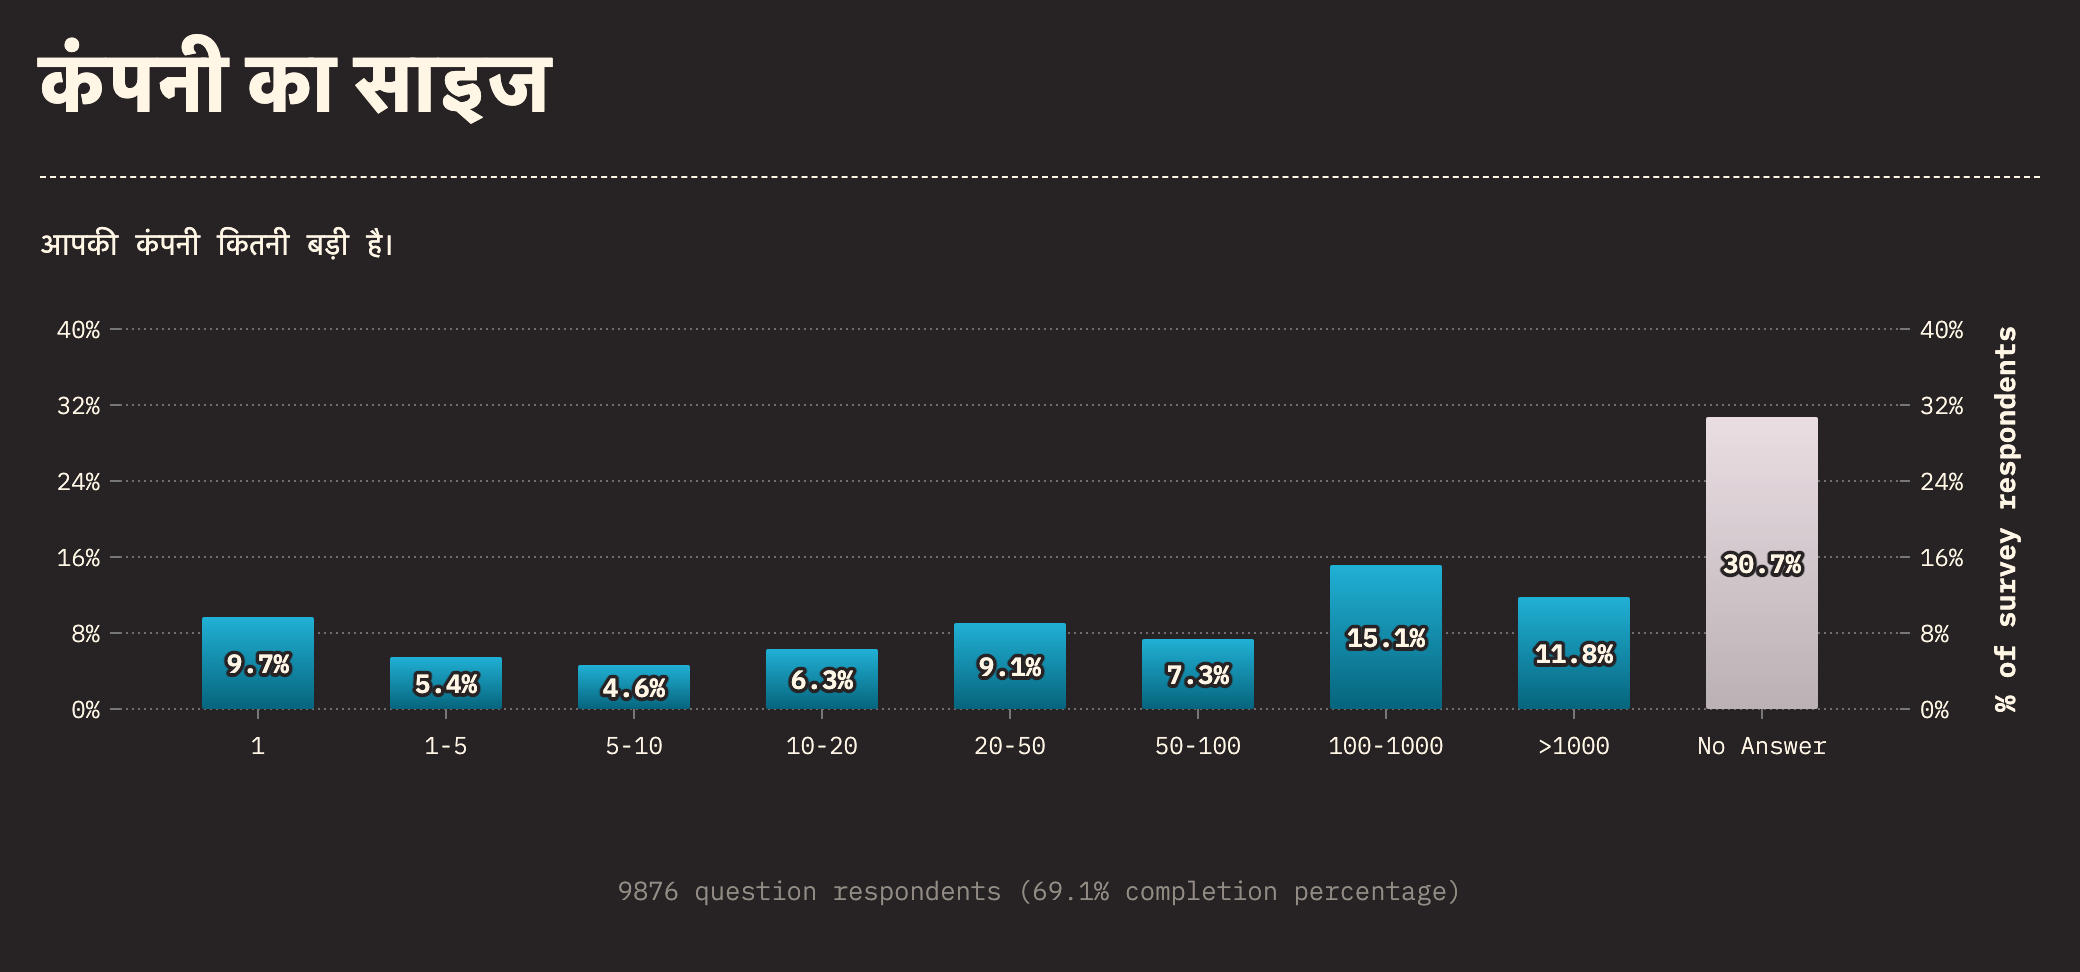 कंपनी का साइज
आपकी कंपनी कितनी बड़ी है।
40% 40%
32% 32%
24% 24%
16% 16%
8% 8%
0% 0%
% of survey respondents
9.7% 5.4% 4.6% 6.3% 9.1% 7.3% 15.1% 11.8% 30.7%
1 1-5 5-10 10-20 20-50 50-100 100-1000 >1000 No Answer
9876 question respondents (69.1% completion percentage)